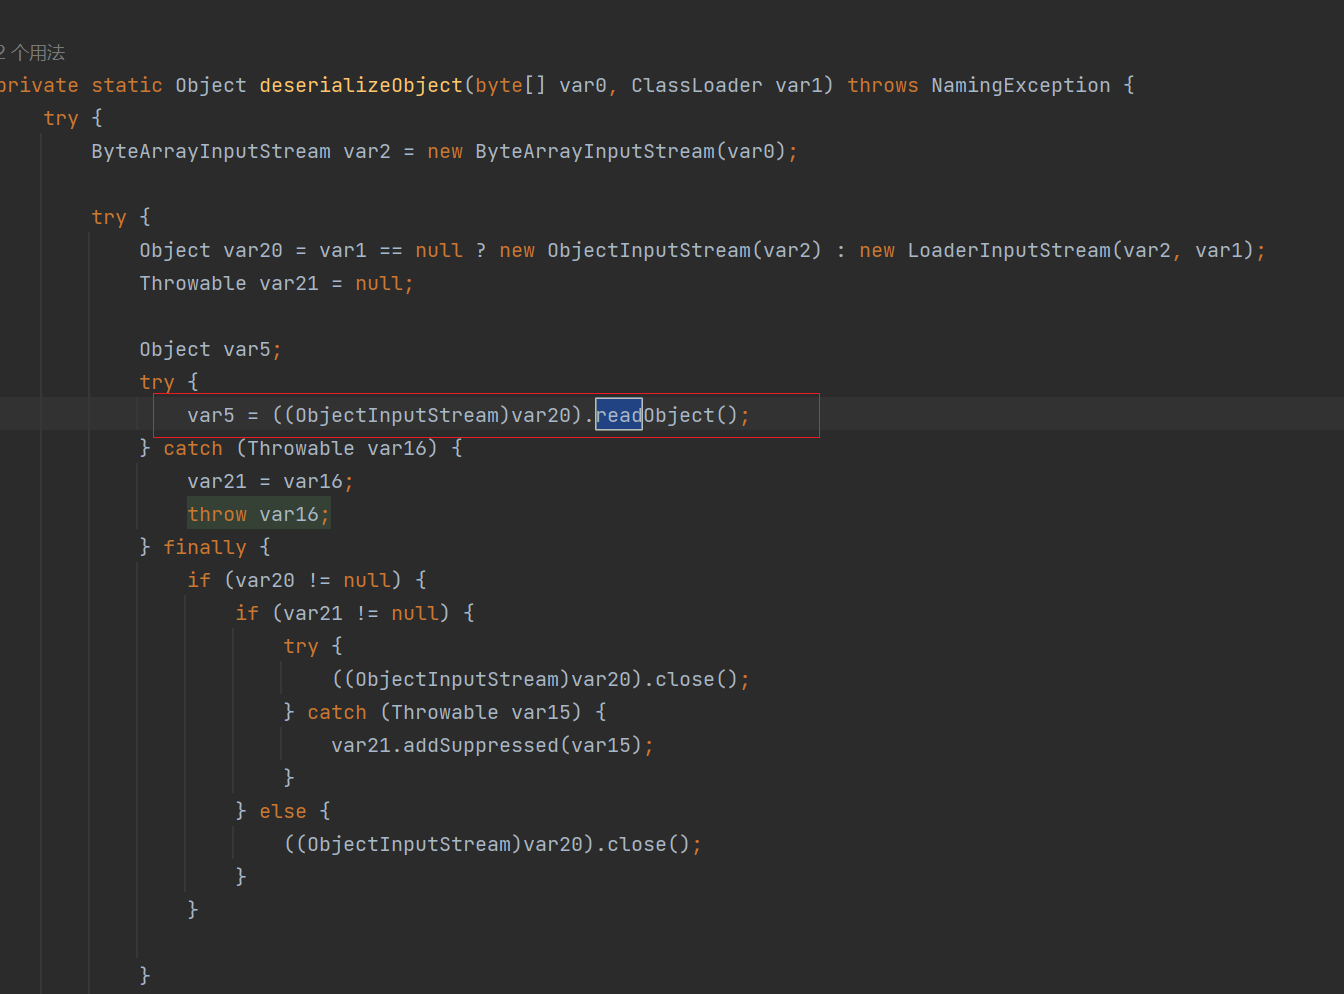 2 个用法
private static Object deserializeObject(byte[] var0, ClassLoader var1) throws NamingException {
try {
ByteArrayInputStream var2 = new ByteArrayInputStream(var0);
try {
Object var20 = var1 == null ? new ObjectInputStream(var2) : new LoaderInputStream(var2, var1);
Throwable var21 = null;
Object var5;
try {
var5 = ((ObjectInputStream)var20).readObject();
} catch (Throwable var16) {
var21 = var16;
throw var16;
} finally {
if (var20 != null) {
if (var21 != null) {
try {
((ObjectInputStream)var20).close();
} catch (Throwable var15) {
var21.addSuppressed(var15);
}
} else {
((ObjectInputStream)var20).close();
}
}
}